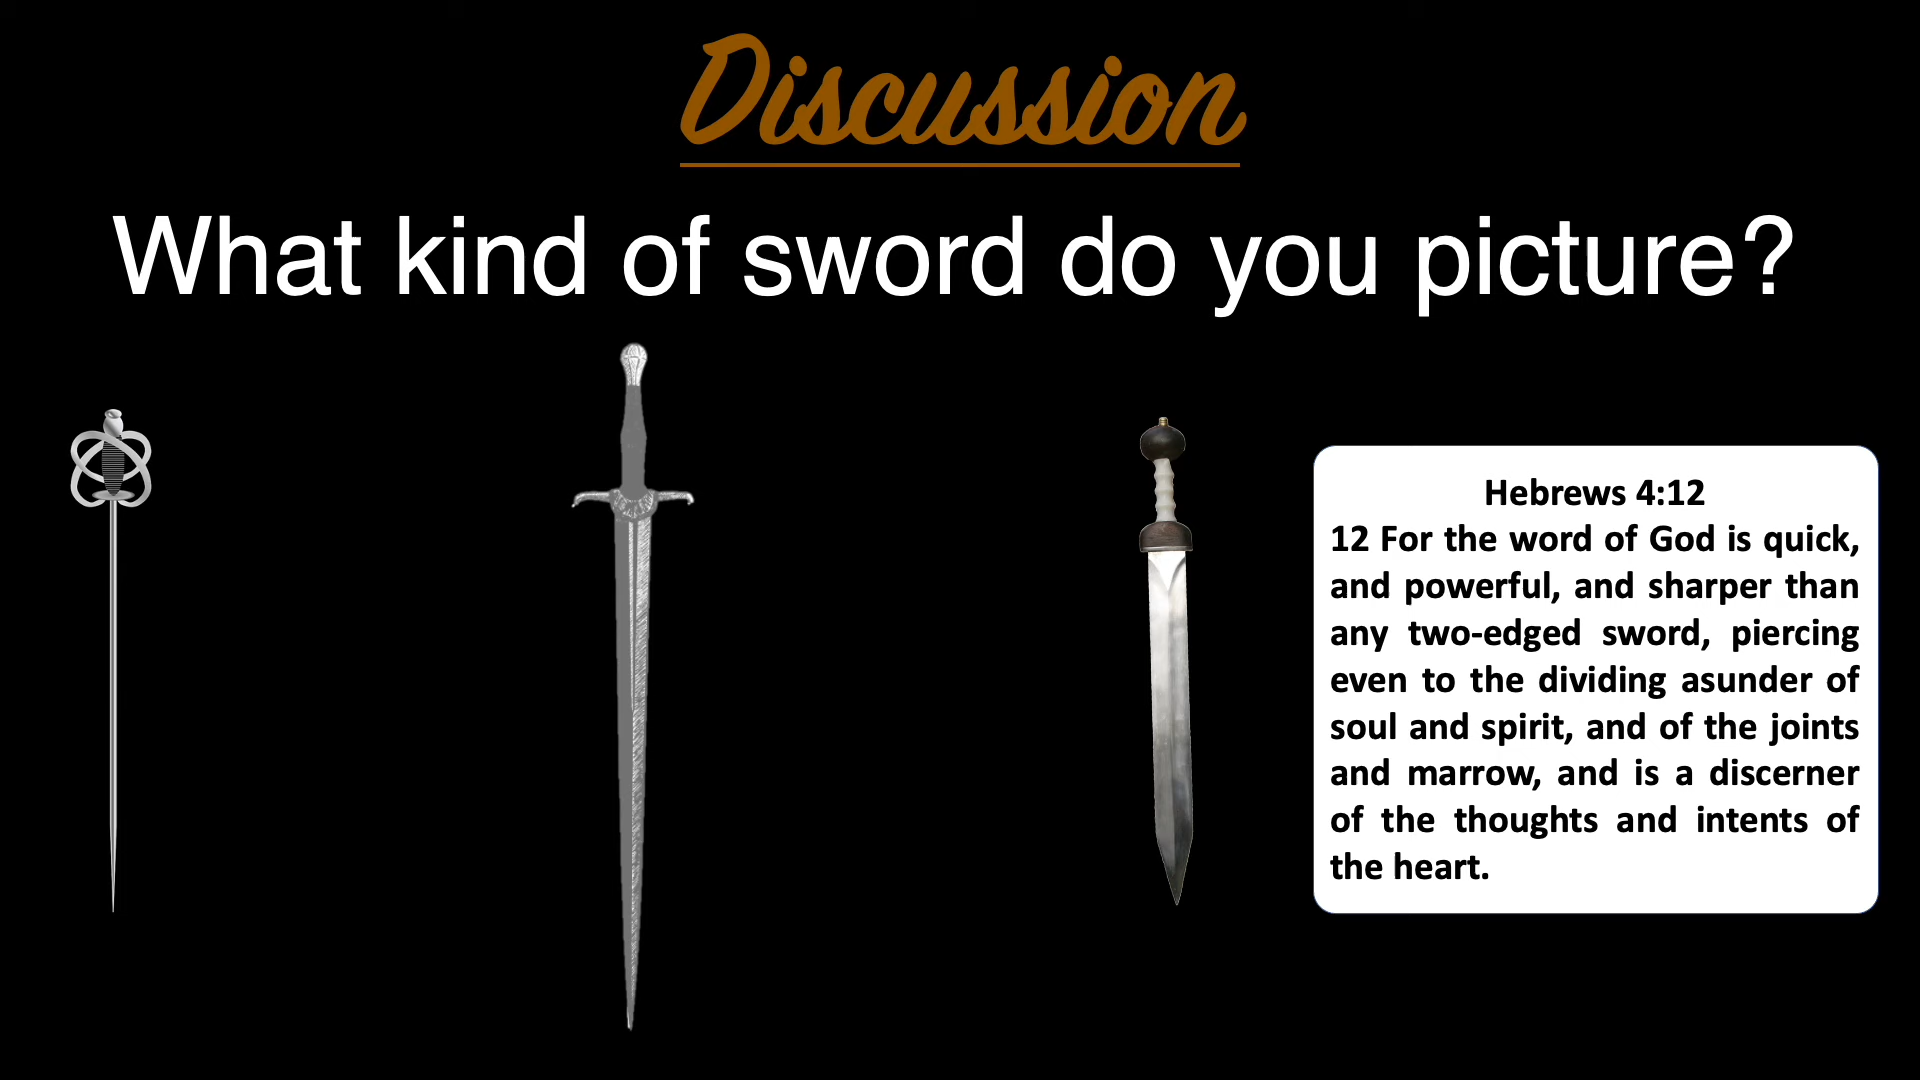 Discussion
What kind of sword do you picture?
Hebrews 4:12
12 For the word of God is quick,
and powerful, and sharper than
any two-edged sword, piercing
even to the dividing asunder of
soul and spirit, and of the joints
and marrow, and is a discerner
of the thoughts and intents of
the heart.